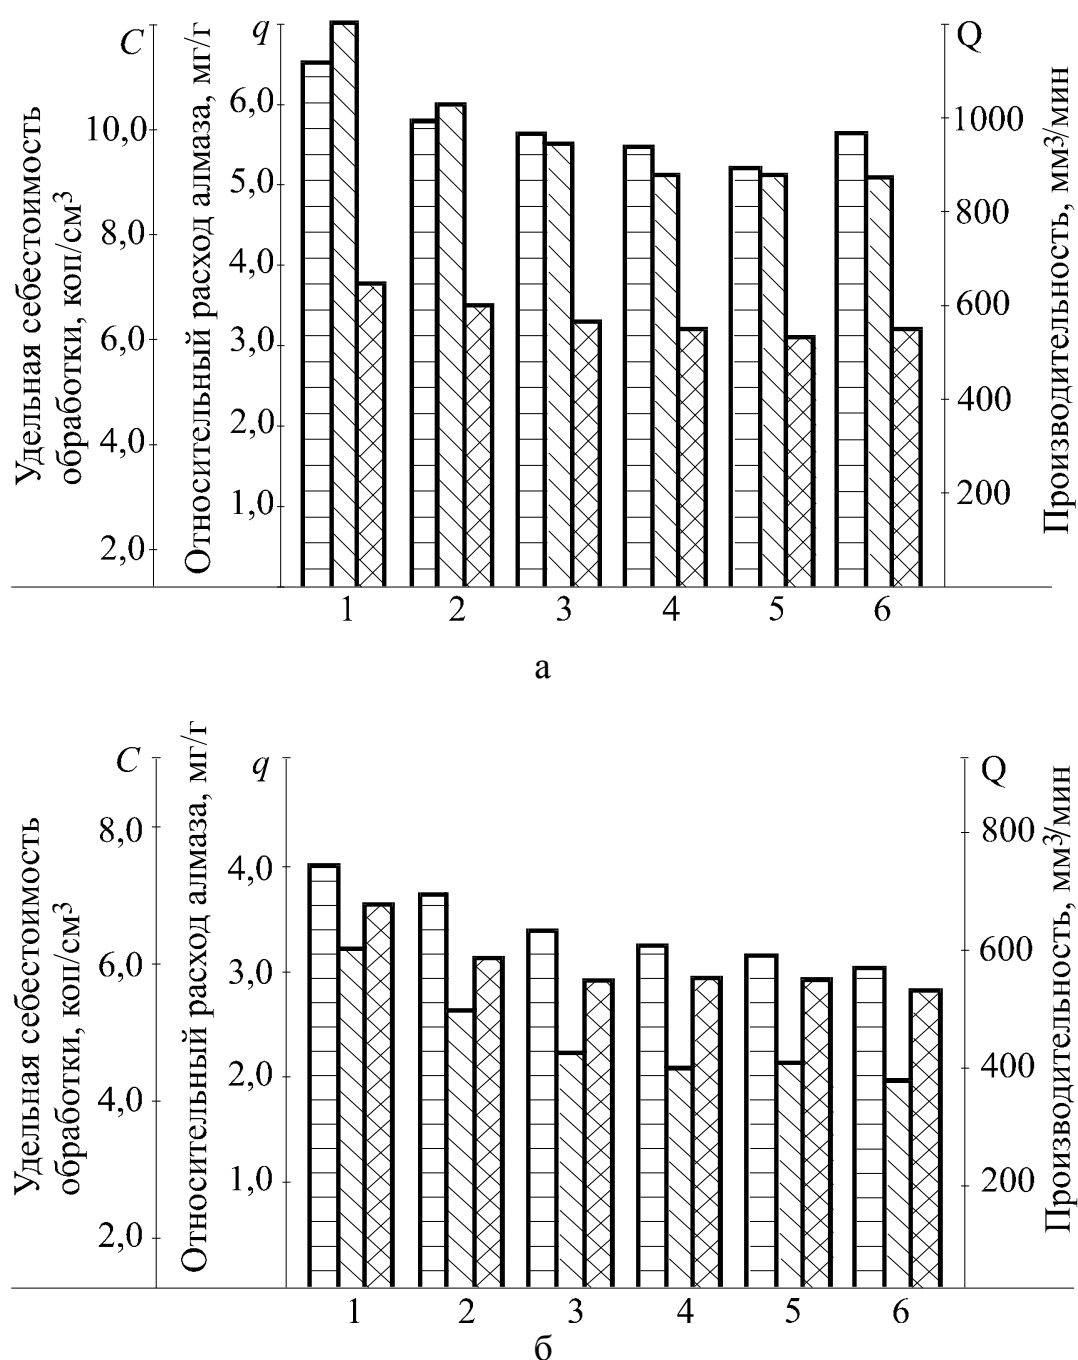 C
q
Q
Удельная себестоимость
обработки, коп/см³
10,0
8,0
6,0
4,0
2,0
Относительный расход алмаза, мг/г
6,0
5,0
4,0
3,0
2,0
1,0
1000
800
600
400
200
Производительность, мм³/мин
1 2 3 4 5 6
а
C
q
Q
Удельная себестоимость
обработки, коп/см³
8,0
6,0
4,0
2,0
Относительный расход алмаза, мг/г
4,0
3,0
2,0
1,0
800
600
400
200
Производительность, мм³/мин
1 2 3 4 5 6
б